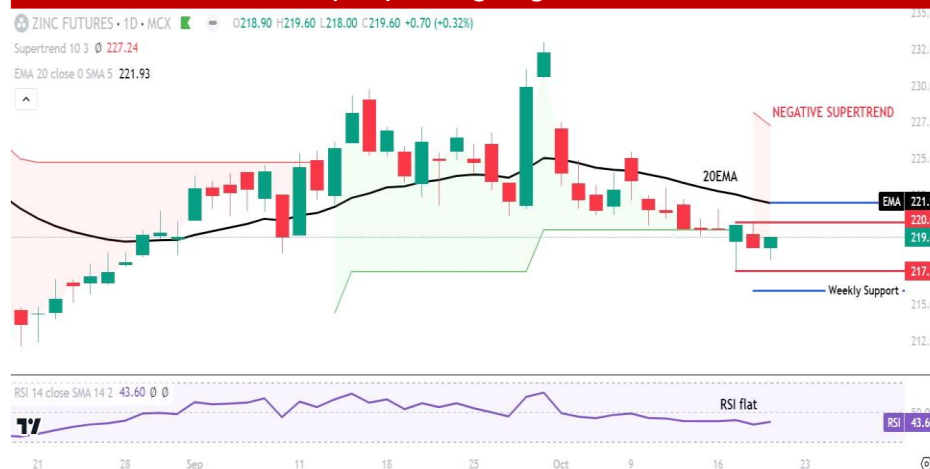 ZINC FUTURES • 1D • MCX O218.90 H219.60 L218.00 C219.60 +0.70 (+0.32%)
Supertrend 10 3 Ø 227.24
EMA 20 close 0 SMA 5 221.93
NEGATIVE SUPERTREND
20EMA
EMA 221.
220.
219.
217.
Weekly Support
235.
232.
230.
227.
225.
215.
212.
RSI 14 close SMA 14 2 43.60 Ø Ø
RSI flat
50.0
RSI 43.6
21 28 Sep 11 18 25 Oct 9 16 23